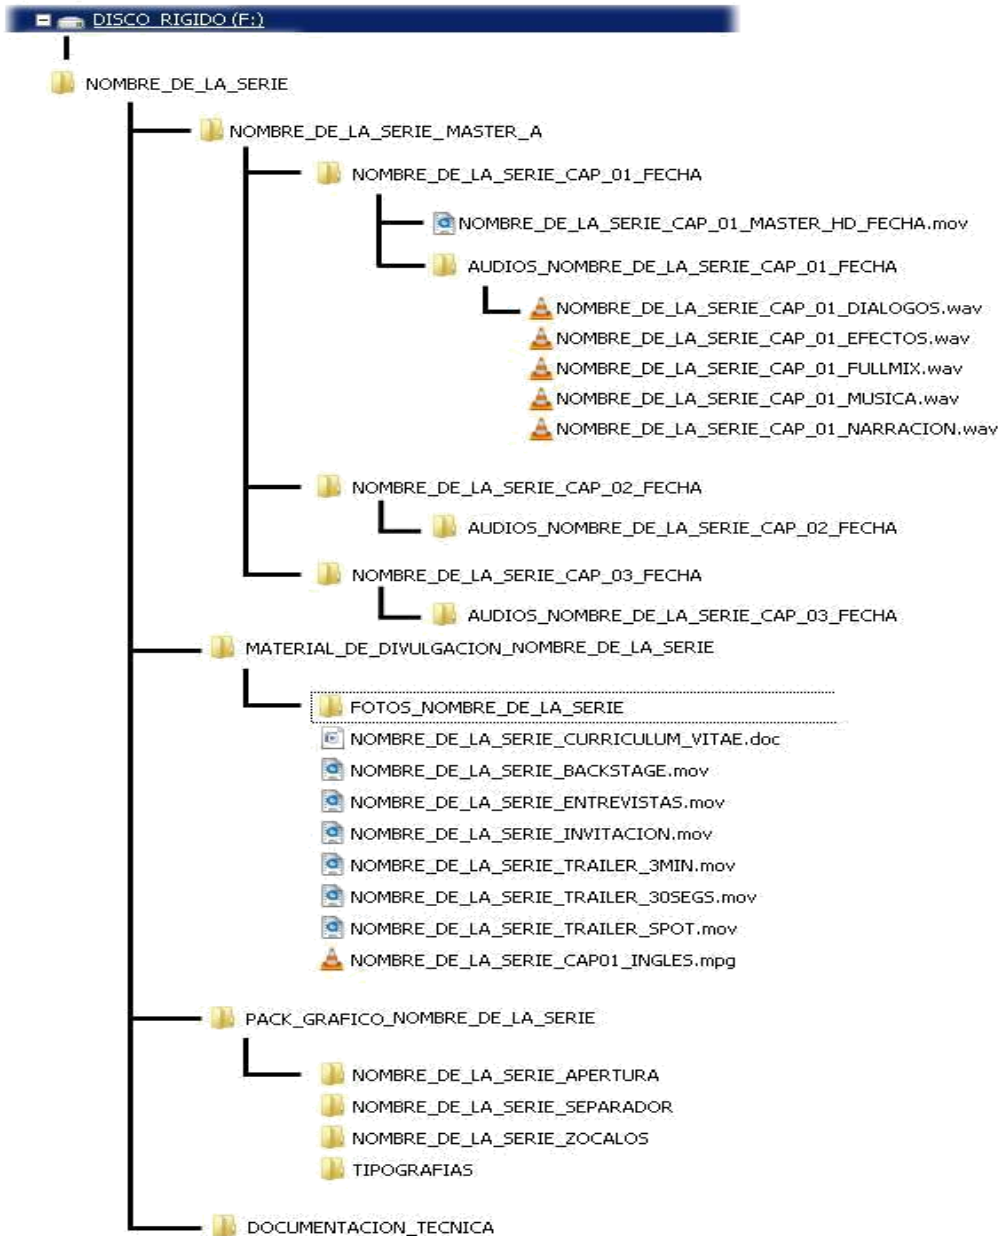 DISCO RIGIDO (F:)
NOMBRE_DE_LA_SERIE
NOMBRE_DE_LA_SERIE_MASTER_A
NOMBRE_DE_LA_SERIE_CAP_01_FECHA
NOMBRE_DE_LA_SERIE_CAP_01_MASTER_HD_FECHA.mov
AUDIOS_NOMBRE_DE_LA_SERIE_CAP_01_FECHA
NOMBRE_DE_LA_SERIE_CAP_01_DIALOGOS.wav
NOMBRE_DE_LA_SERIE_CAP_01_EFECTOS.wav
NOMBRE_DE_LA_SERIE_CAP_01_FULLMIX.wav
NOMBRE_DE_LA_SERIE_CAP_01_MUSICA.wav
NOMBRE_DE_LA_SERIE_CAP_01_NARRACION.wav
NOMBRE_DE_LA_SERIE_CAP_02_FECHA
AUDIOS_NOMBRE_DE_LA_SERIE_CAP_02_FECHA
NOMBRE_DE_LA_SERIE_CAP_03_FECHA
AUDIOS_NOMBRE_DE_LA_SERIE_CAP_03_FECHA
MATERIAL_DE_DIVULGACION_NOMBRE_DE_LA_SERIE
FOTOS_NOMBRE_DE_LA_SERIE
NOMBRE_DE_LA_SERIE_CURRICULUM_VITAE.doc
NOMBRE_DE_LA_SERIE_BACKSTAGE.mov
NOMBRE_DE_LA_SERIE_ENTREVISTAS.mov
NOMBRE_DE_LA_SERIE_INVITACION.mov
NOMBRE_DE_LA_SERIE_TRAILER_3MIN.mov
NOMBRE_DE_LA_SERIE_TRAILER_30SEGS.mov
NOMBRE_DE_LA_SERIE_TRAILER_SPOT.mov
NOMBRE_DE_LA_SERIE_CAP01_INGLES.mpg
PACK_GRAFICO_NOMBRE_DE_LA_SERIE
NOMBRE_DE_LA_SERIE_APERTURA
NOMBRE_DE_LA_SERIE_SEPARADOR
NOMBRE_DE_LA_SERIE_ZOCALOS
TIPOGRAFIAS
DOCUMENTACION_TECNICA